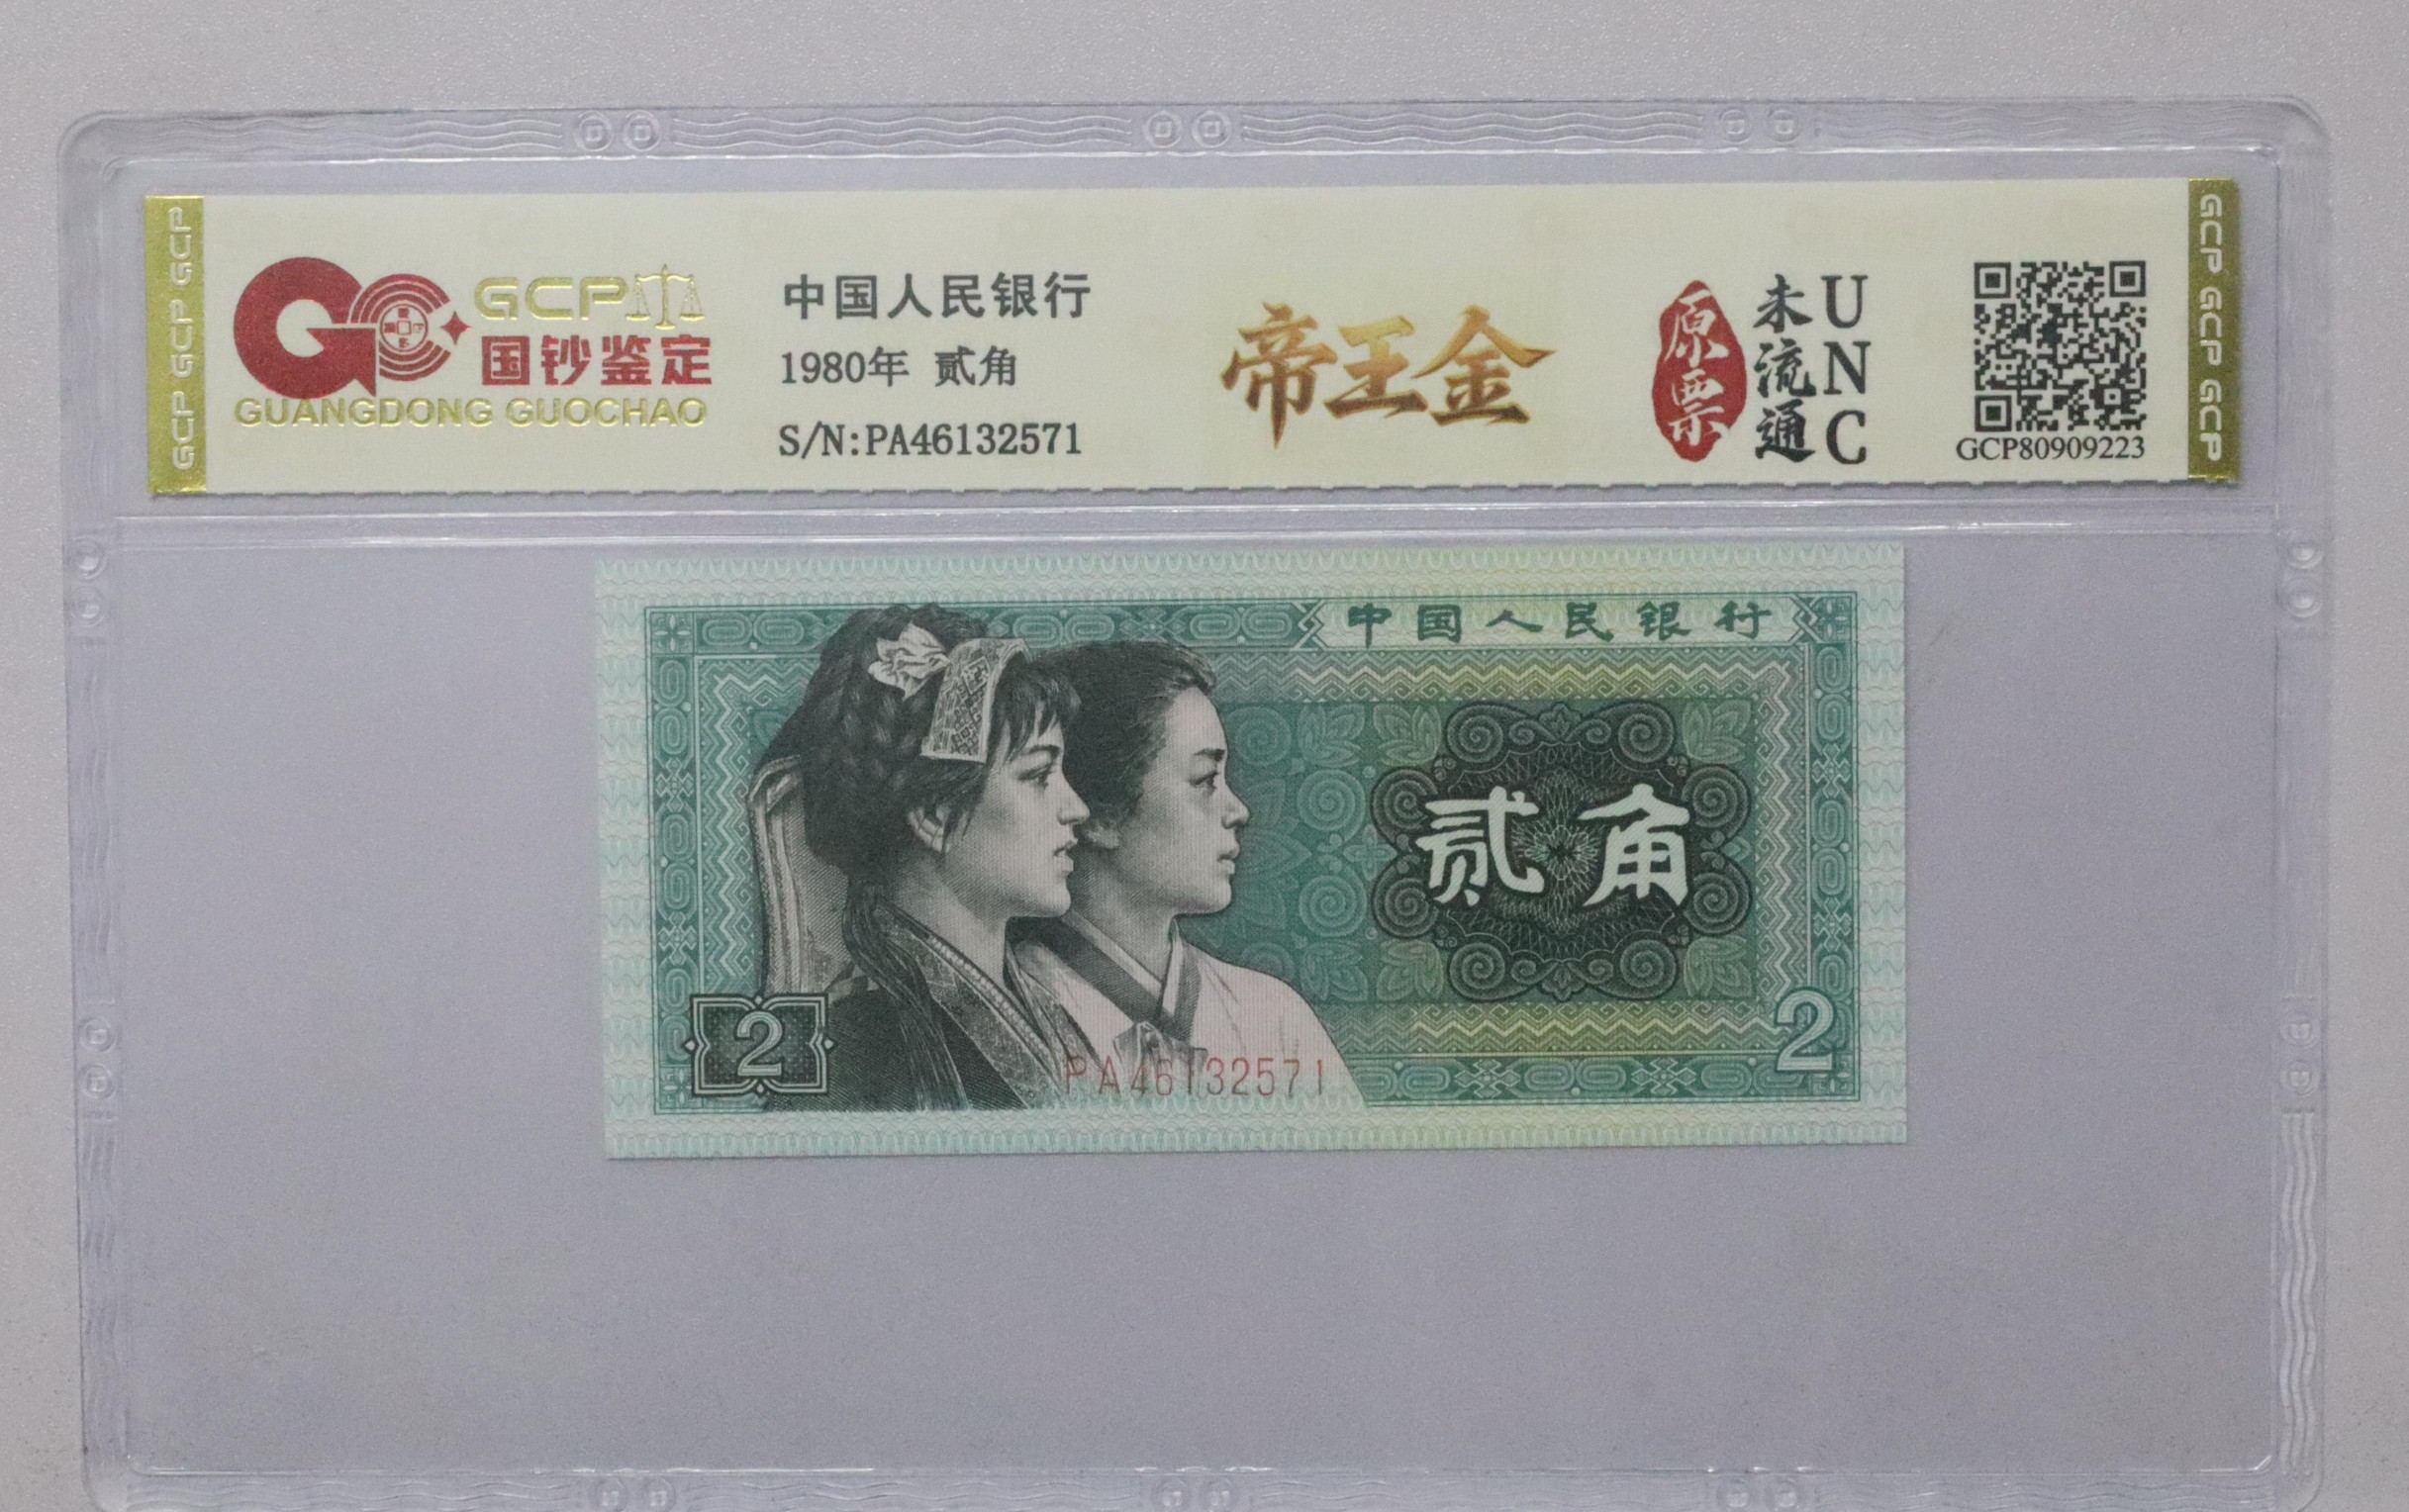 GCP GCP GCP
GCP
国钞鉴定
GUANGDONG GUOCHAO
中国人民银行
1980年 贰角
S/N:PA46132571
帝王金
原票
未流通
UNC
GCP80909223
GCP GCP GCP
中国人民银行
贰角
2
2
PA46132571